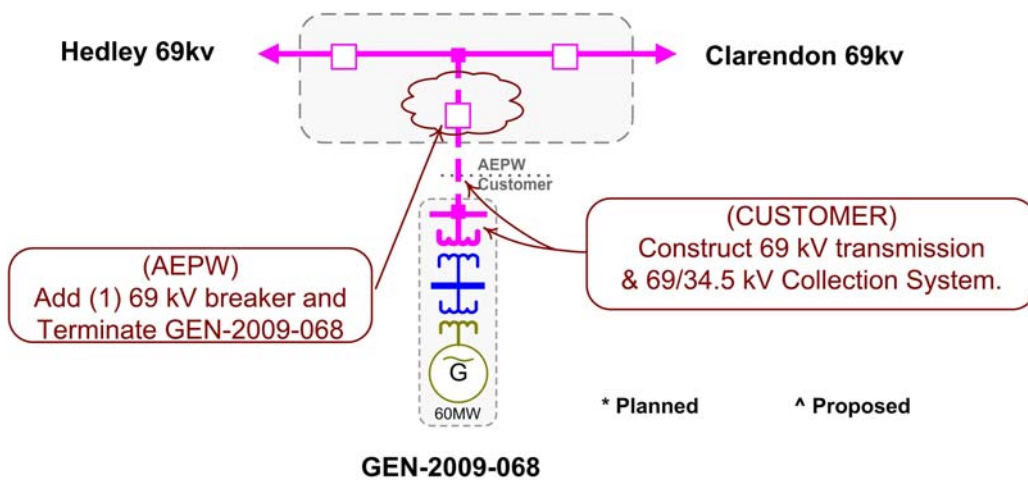 Hedley 69kv
Clarendon 69kv
AEPW
Customer
(AEPW)
Add (1) 69 kV breaker and
Terminate GEN-2009-068
(CUSTOMER)
Construct 69 kV transmission
& 69/34.5 kV Collection System.
G
60MW
* Planned
^ Proposed
GEN-2009-068